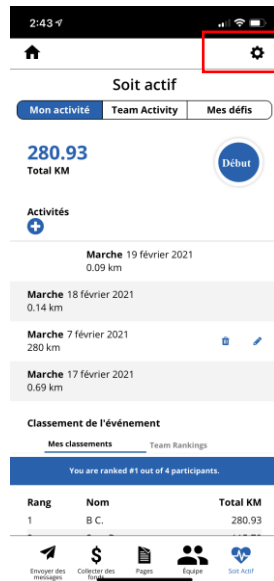 2:43
Soit actif
Mon activité Team Activity Mes défis
280.93
Total KM
Début
Activités
Marche 19 février 2021
0.09 km
Marche 18 février 2021
0.14 km
Marche 7 février 2021
280 km
Marche 17 février 2021
0.69 km
Classement de l'événement
Mes classements Team Rankings
You are ranked #1 out of 4 participants.
Rang Nom Total KM
1 B C. 280.93
Envoyer des messages Collecter des fonds Pages Équipe Soit Actif